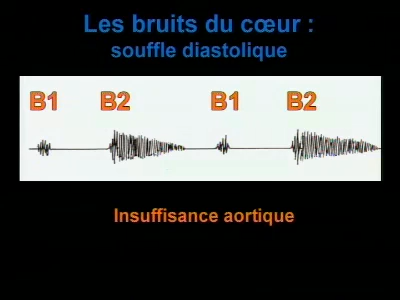 Les bruits du cœur :
souffle diastolique
B1 B2 B1 B2
Insuffisance aortique